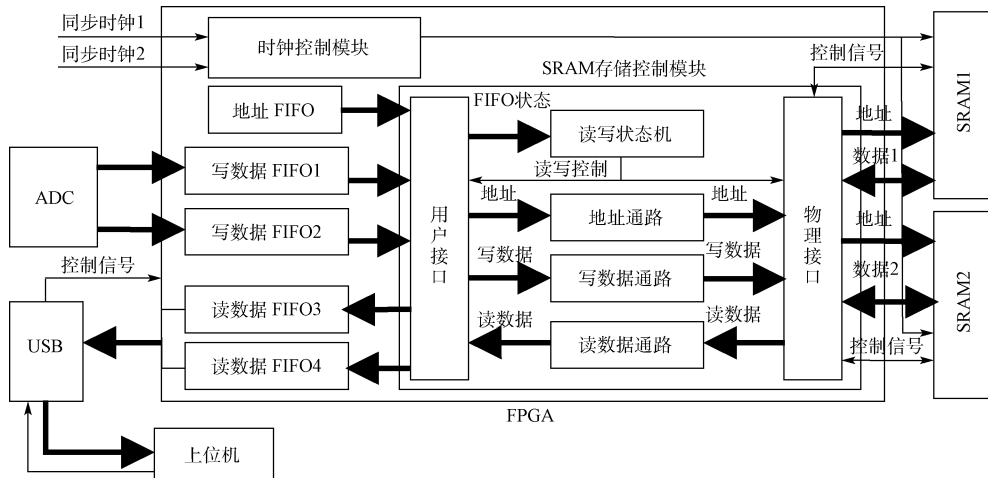 同步时钟1
同步时钟2
时钟控制模块
控制信号
SRAM存储控制模块
SRAM1
地址 FIFO
FIFO状态
读写状态机
地址
ADC
写数据 FIFO1
读写控制
数据1
用户接口
地址
地址通路
地址
物理接口
写数据 FIFO2
地址
写数据
写数据通路
写数据
数据2
控制信号
SRAM2
USB
读数据 FIFO3
读数据
读数据通路
读数据
读数据 FIFO4
控制信号
FPGA
上位机